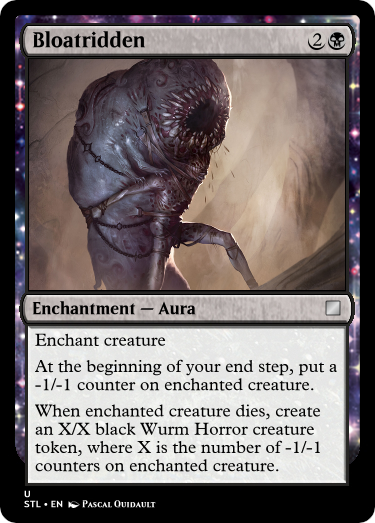 Bloatridden 2
Enchantment — Aura
Enchant creature
At the beginning of your end step, put a
-1/-1 counter on enchanted creature.
When enchanted creature dies, create
an X/X black Wurm Horror creature
token, where X is the number of -1/-1
counters on enchanted creature.
U
STL • EN Pascal Quidault